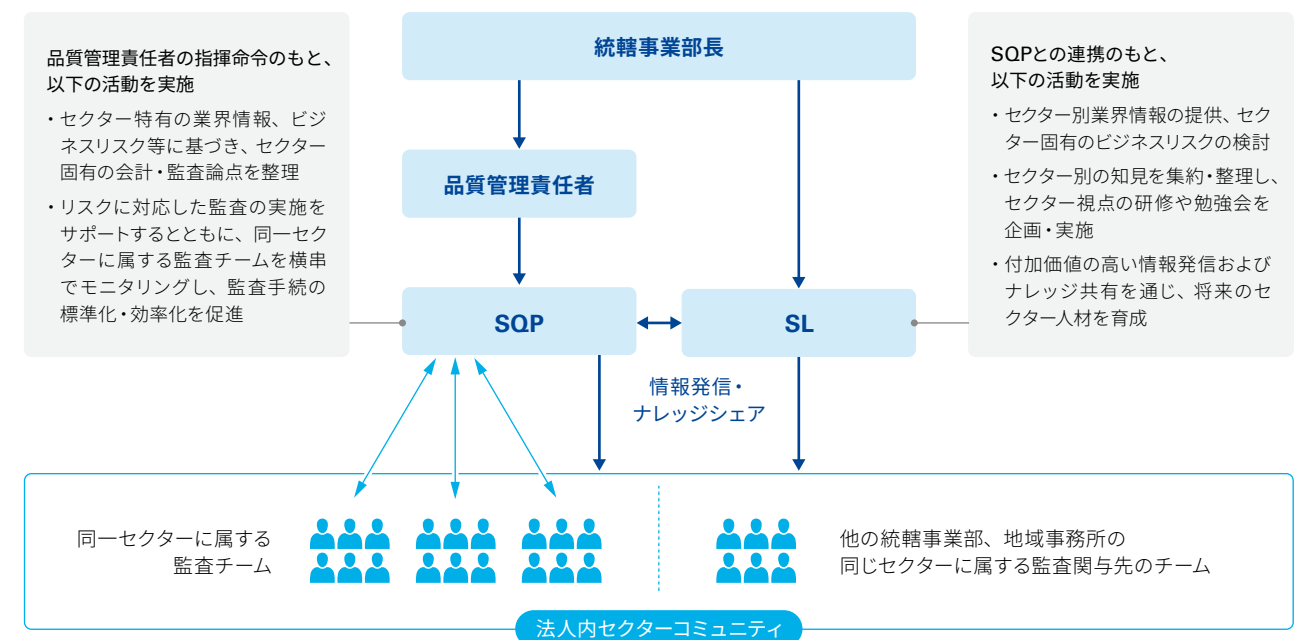 品質管理責任者の指揮命令のもと、
以下の活動を実施
・セクター特有の業界情報、ビジ
ネスリスク等に基づき、セクター
固有の会計・監査論点を整理
・リスクに対応した監査の実施を
サポートするとともに、同一セク
ターに属する監査チームを横串
でモニタリングし、監査手続の
標準化・効率化を促進
統轄事業部長
品質管理責任者
SQP
SL
SQPとの連携のもと、
以下の活動を実施
・セクター別業界情報の提供、セク
ター固有のビジネスリスクの検討
・セクター別の知見を集約・整理し、
セクター視点の研修や勉強会を
企画・実施
・付加価値の高い情報発信および
ナレッジ共有を通じ、将来のセ
クター人材を育成
情報発信・
ナレッジシェア
同一セクターに属する
監査チーム
他の統轄事業部、地域事務所の
同じセクターに属する監査関与先のチーム
法人内セクターコミュニティ